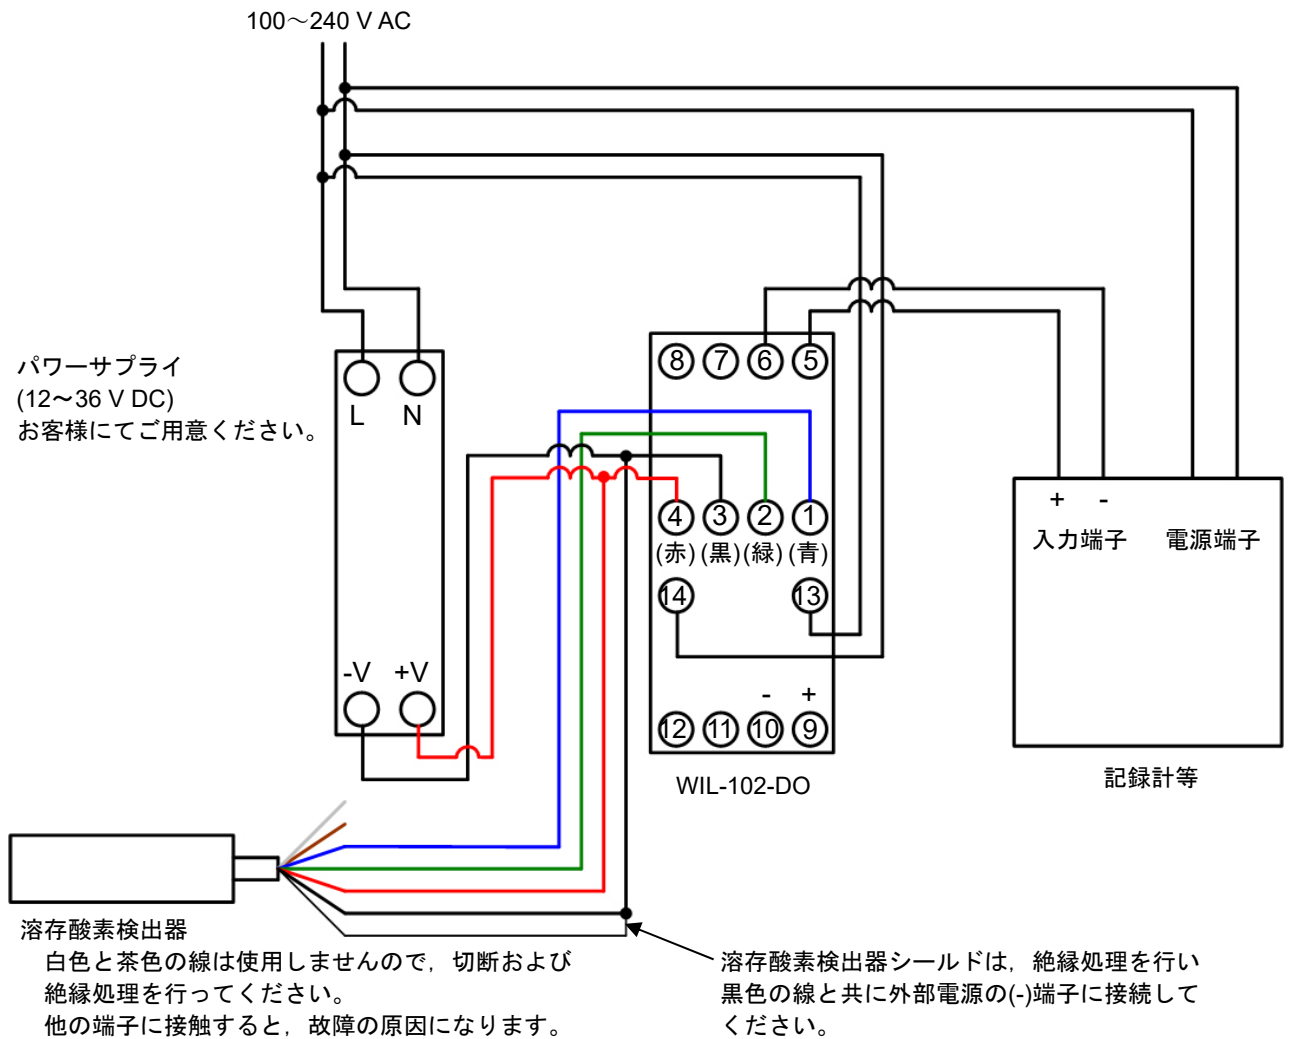 100～240 V AC
パワーサプライ
(12～36 V DC)
お客様にてご用意ください。
L N
-V +V
8 7 6 5
4 3 2 1
(赤) (黒) (緑) (青)
14 13
- +
12 11 10 9
WIL-102-DO
+ -
入力端子 電源端子
記録計等
溶存酸素検出器
白色と茶色の線は使用しませんので，切断および
絶縁処理を行ってください。
他の端子に接触すると，故障の原因になります。
溶存酸素検出器シールドは，絶縁処理を行い
黒色の線と共に外部電源の(-)端子に接続して
ください。